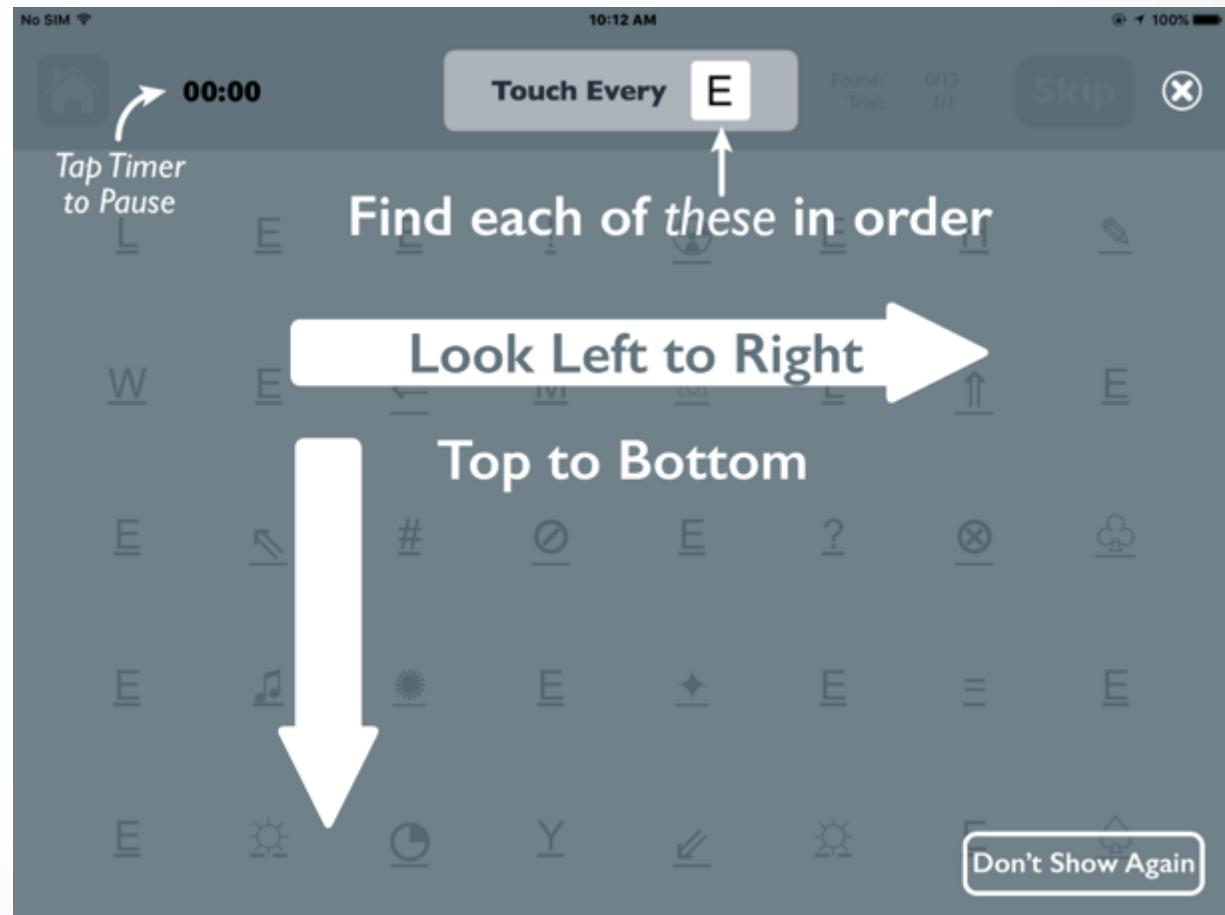 No SIM 10:12 AM 100%
00:00 Touch Every E Found: 0/13 Skip
Trial: 1/1
Tap Timer
to Pause
Find each of these in order
L E E ! E
Look Left to Right
W E M E ⇑ E
Top to Bottom
E ⇖ # ⊘ E ? ⊗ ♧
E ♫ ✺ E ✦ E = E
E ☼ ◔ Y ⇙ ☼ E ♤
Don't Show Again